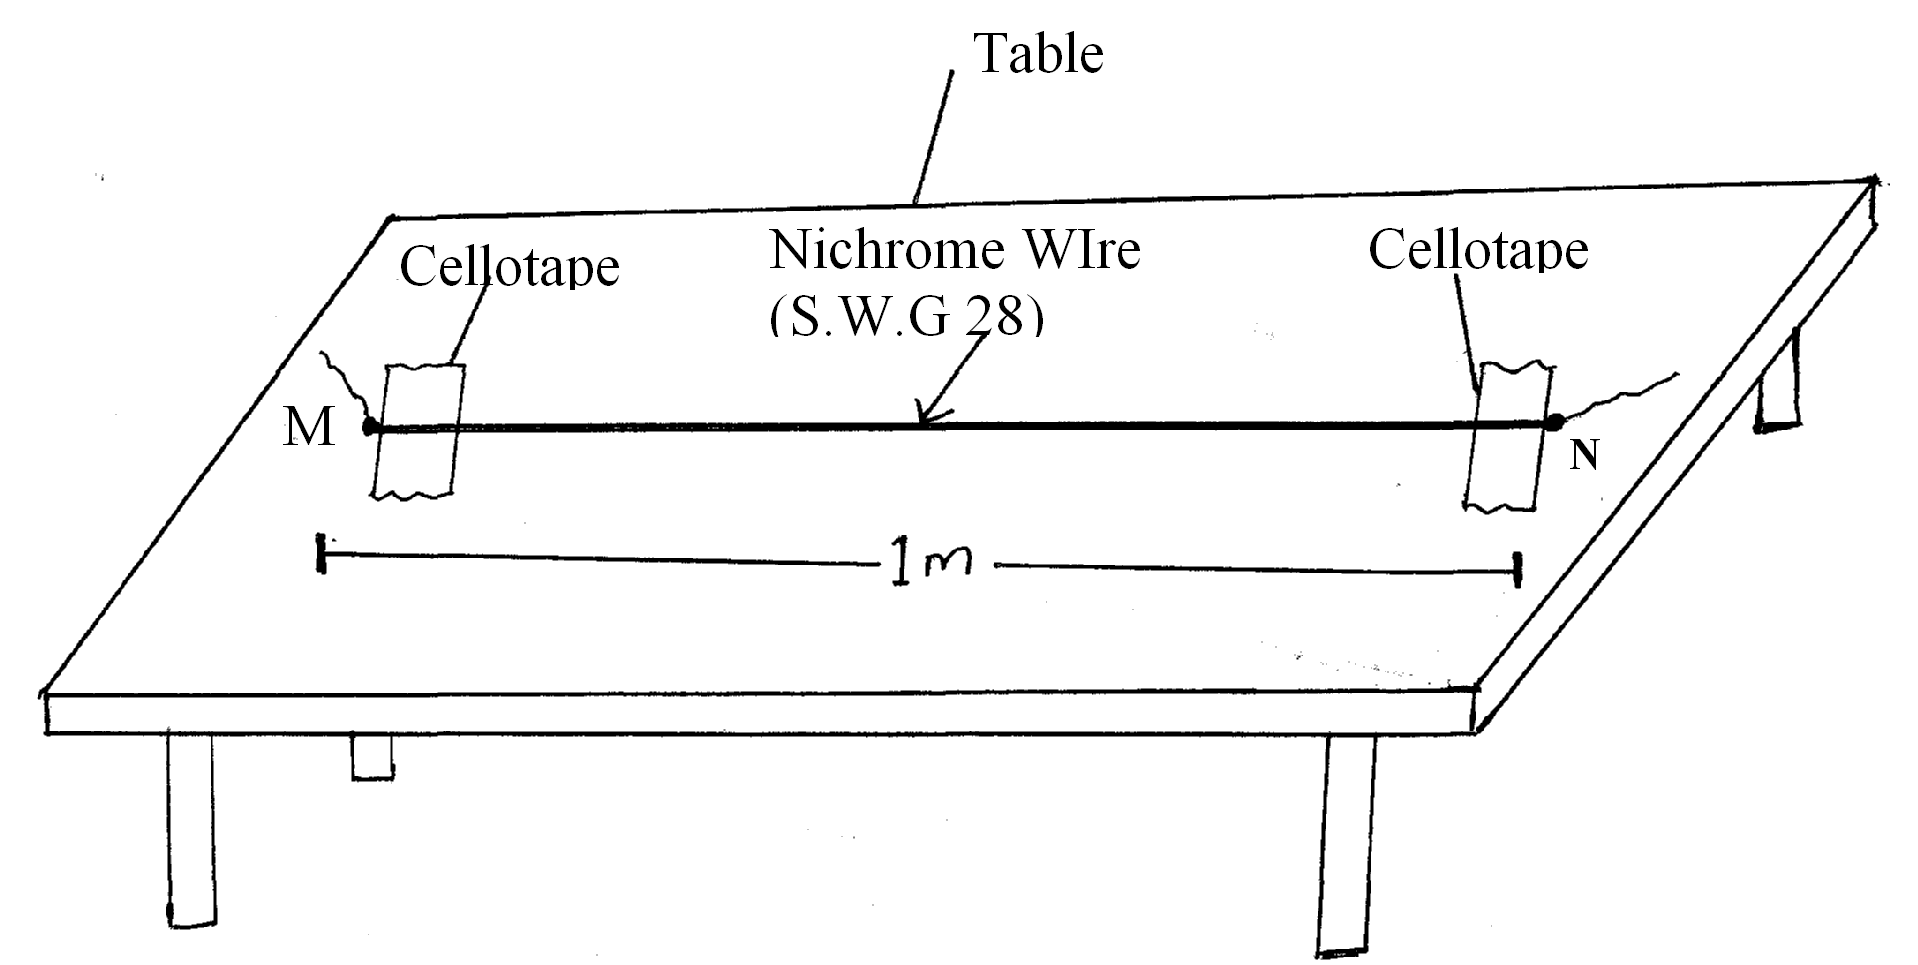 Table
Cellotape
Nichrome WIre
(S.W.G 28)
Cellotape
M
N
1m